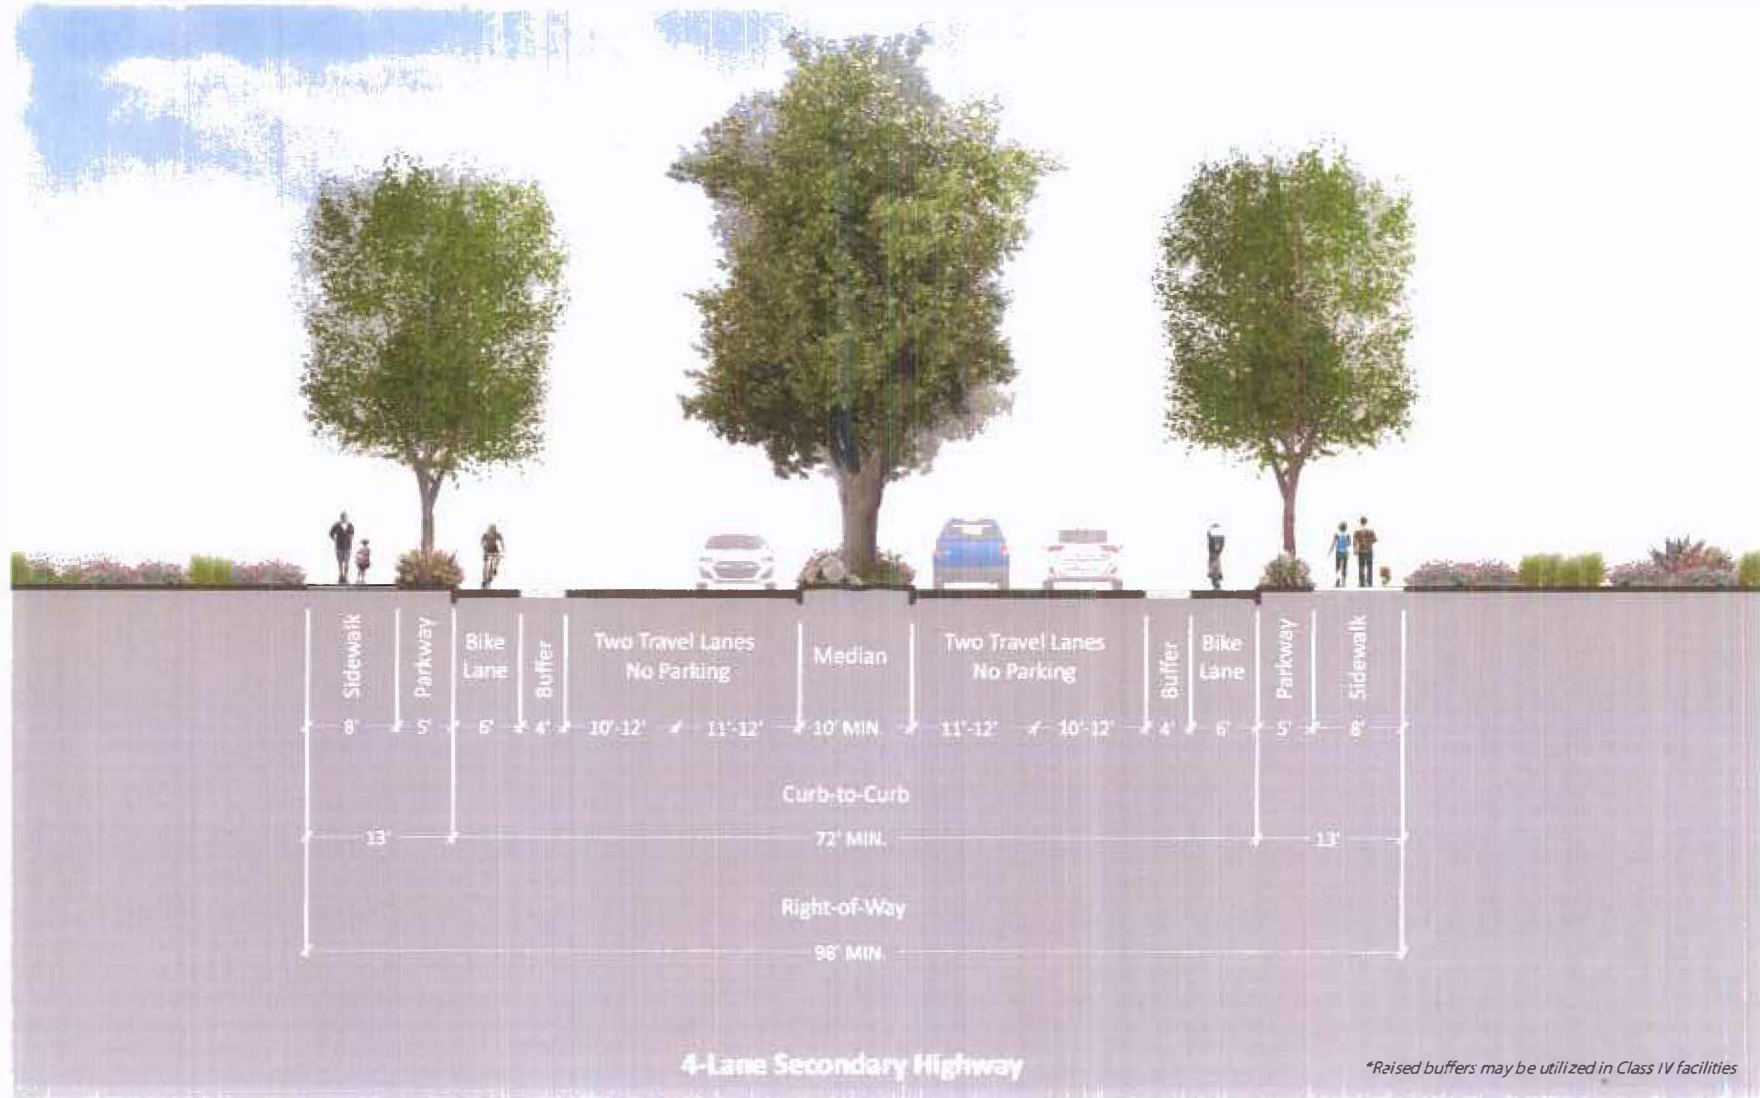 Sidewalk
Parkway
Bike
Lane
Buffer
Two Travel Lanes
No Parking
Median
Two Travel Lanes
No Parking
Buffer
Bike
Lane
Parkway
Sidewalk
8' 5' 6' 4' 10'-12' 11'-12' 10' MIN. 11'-12' 10'-12' 4' 6' 5' 8'
Curb-to-Curb
13' 72' MIN. 13'
Right-of-Way
98' MIN.
4-Lane Secondary Highway
*Raised buffers may be utilized in Class IV facilities